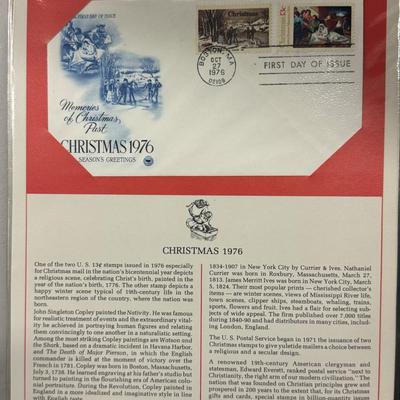 FIRST DAY OF ISSUE
Christmas
13c
Christmas
BOSTON, MA
OCT
27
1976
02109
FIRST DAY OF ISSUE
Memories
of Christmas
Past
CHRISTMAS 1976
SEASON'S GREETINGS
CHRISTMAS 1976
One of the two U. S. 13¢ stamps issued in 1976 especially
for Christmas mail in the nation's bicentennial year depicts
a religious scene, celebrating Christ's birth, painted in the
year of the nation's birth, 1776. The other stamp depicts a
happy winter scene typical of 19th-century life in the
northeastern region of the country, where the nation was
born.
John Singleton Copley painted the Nativity. He was famous
for realistic treatment of events and the extraordinary vital-
ity he achieved in portraying human figures and relating
them convincingly to one another in a naturalistic setting.
Among the most striking Copley paintings are Watson and
the Shark, based on a dramatic incident in Havana Harbor,
and The Death of Major Pierson, in which the English
commander is killed at the moment of victory over the
French in 1781. Copley was born in Boston, Massachusetts,
July 3, 1738. He learned engraving at his father's studio but
turned to painting in the flourishing era of American colo-
nial portraiture. During the Revolution, Copley painted in
England in a more idealized and imaginative style in line
with English taste.
1834-1907 in New York City by Currier & Ives. Nathaniel
Currier was born in Roxbury, Massachusetts, March 27,
1813. James Merritt Ives was born in New York City, March
5, 1824. Their most popular prints — cherished collector's
items — are winter scenes, views of Mississippi River life,
town scenes, clipper ships, steamboats, whaling, trains,
sports, flowers and fruit. Ives had a flair for selecting sub-
jects of wide appeal. The firm published over 7,000 titles
during 1840-90 and had distributors in many cities, includ-
ing London, England.
The U. S. Postal Service began in 1971 the issuance of two
Christmas stamps to give yuletide mailers a choice between
a religious and a secular design.
A renowned 19th-century American clergyman and
statesman, Edward Everett, ranked postal service "next to
Christianity, the right arm of our modern civilization." The
nation that was founded on Christian principles grew and
prospered in the 200 years to the extent that, for its Christmas
gifts and cards, special stamps in billion-quantity issues